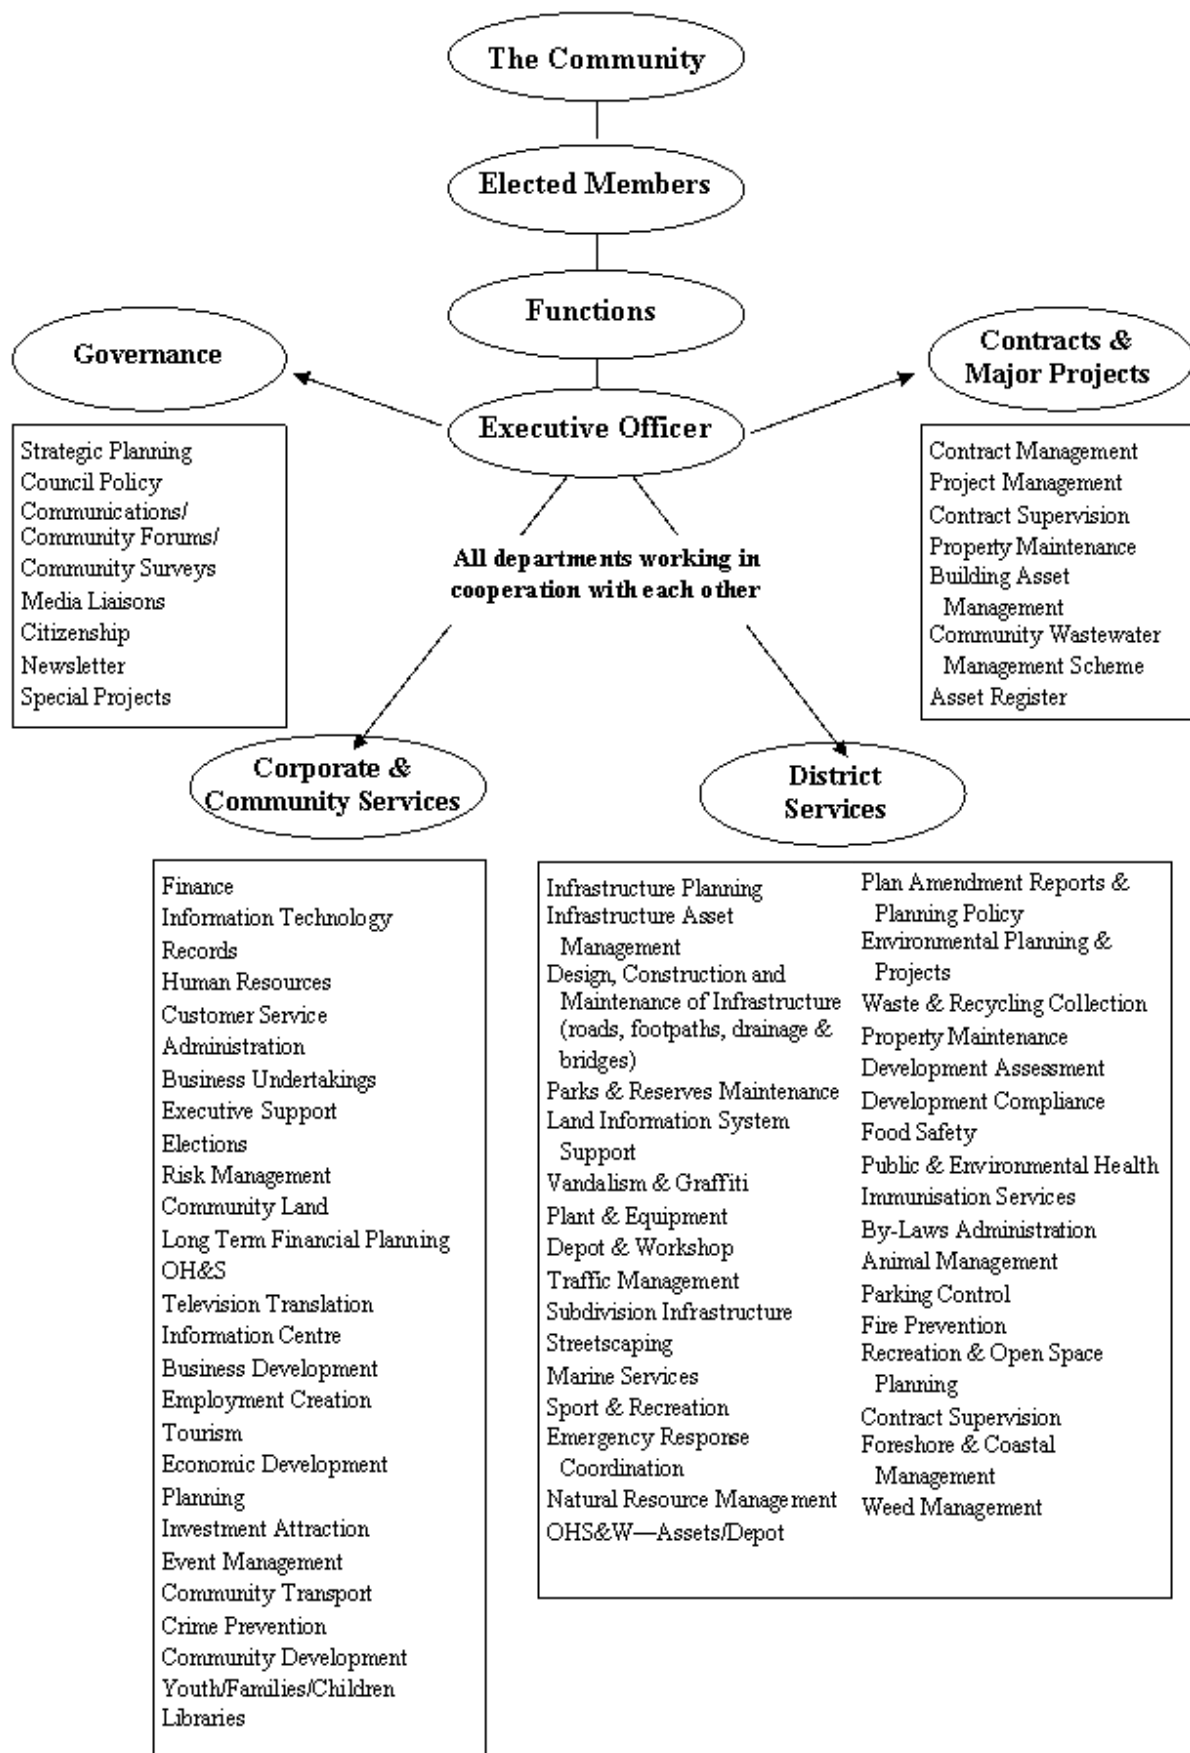 The Community
Elected Members
Functions
Executive Officer
Governance
Strategic Planning
Council Policy
Communications/
Community Forums/
Community Surveys
Media Liaisons
Citizenship
Newsletter
Special Projects
Contracts &
Major Projects
Contract Management
Project Management
Contract Supervision
Property Maintenance
Building Asset
Management
Community Wastewater
Management Scheme
Asset Register
All departments working in
cooperation with each other
Corporate &
Community Services
Finance
Information Technology
Records
Human Resources
Customer Service
Administration
Business Undertakings
Executive Support
Elections
Risk Management
Community Land
Long Term Financial Planning
OH&S
Television Translation
Information Centre
Business Development
Employment Creation
Tourism
Economic Development
Planning
Investment Attraction
Event Management
Community Transport
Crime Prevention
Community Development
Youth/Families/Children
Libraries
District
Services
Infrastructure Planning
Infrastructure Asset
Management
Design, Construction and
Maintenance of Infrastructure
(roads, footpaths, drainage &
bridges)
Parks & Reserves Maintenance
Land Information System
Support
Vandalism & Graffiti
Plant & Equipment
Depot & Workshop
Traffic Management
Subdivision Infrastructure
Streetscaping
Marine Services
Sport & Recreation
Emergency Response
Coordination
Natural Resource Management
OHS&W—Assets/Depot
Plan Amendment Reports &
Planning Policy
Environmental Planning &
Projects
Waste & Recycling Collection
Property Maintenance
Development Assessment
Development Compliance
Food Safety
Public & Environmental Health
Immunisation Services
By-Laws Administration
Animal Management
Parking Control
Fire Prevention
Recreation & Open Space
Planning
Contract Supervision
Foreshore & Coastal
Management
Weed Management